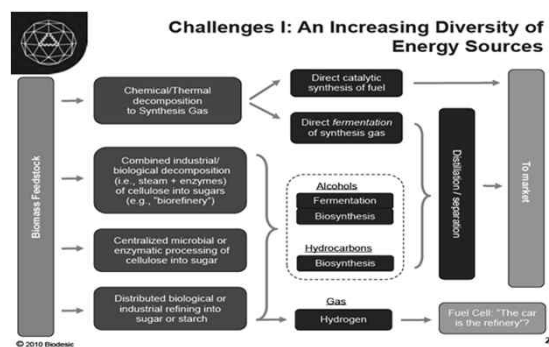 Challenges I: An Increasing Diversity of
Energy Sources
Biomass Feedstock
Chemical/Thermal
decomposition
to Synthesis Gas
Combined industrial/
biological decomposition
(i.e., steam + enzymes)
of cellulose into sugars
(e.g., "biorefinery")
Centralized microbial or
enzymatic processing of
cellulose into sugar
Distributed biological or
industrial refining into
sugar or starch
Direct catalytic
synthesis of fuel
Direct fermentation
of synthesis gas
Alcohols
Fermentation
Biosynthesis
Hydrocarbons
Biosynthesis
Gas
Hydrogen
Distillation / separation
To market
Fuel Cell: "The car
is the refinery"?
© 2010 Biodesic
2